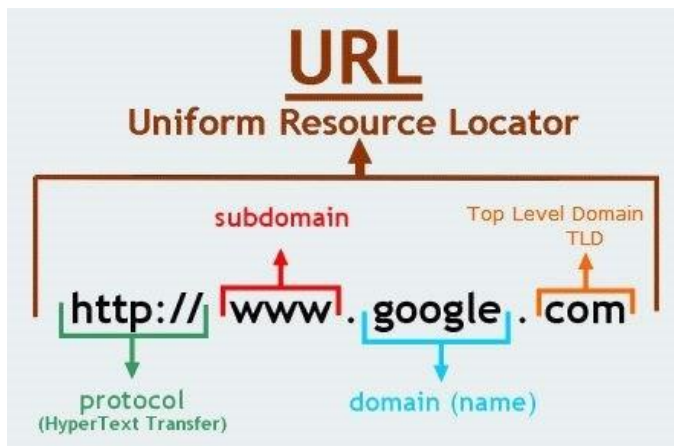 URL
Uniform Resource Locator
subdomain
Top Level Domain
TLD
http:// www . google . com
protocol
(HyperText Transfer)
domain (name)